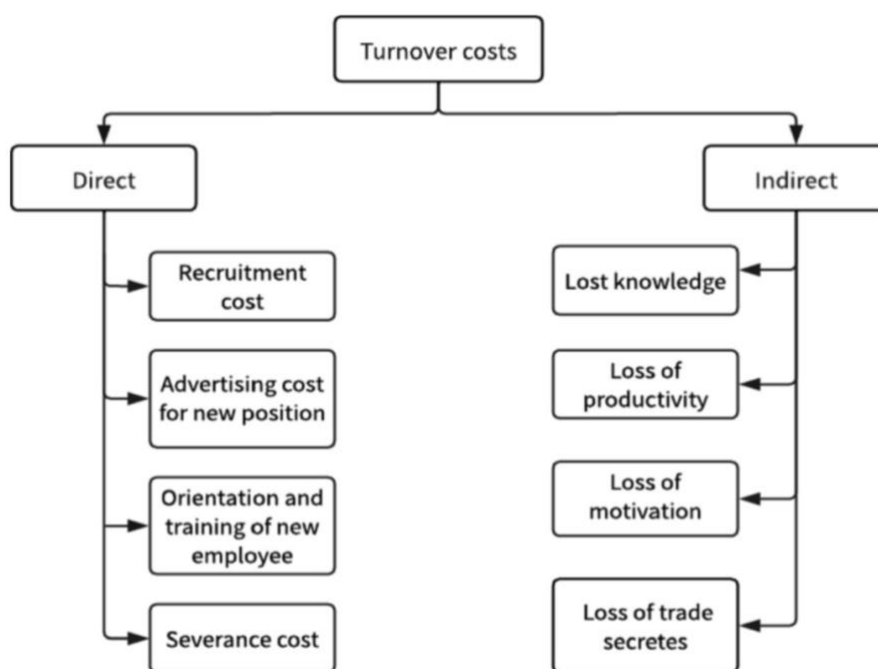 Turnover costs
Direct
Indirect
Recruitment
cost
Advertising cost
for new position
Orientation and
training of new
employee
Severance cost
Lost knowledge
Loss of
productivity
Loss of
motivation
Loss of trade
secretes